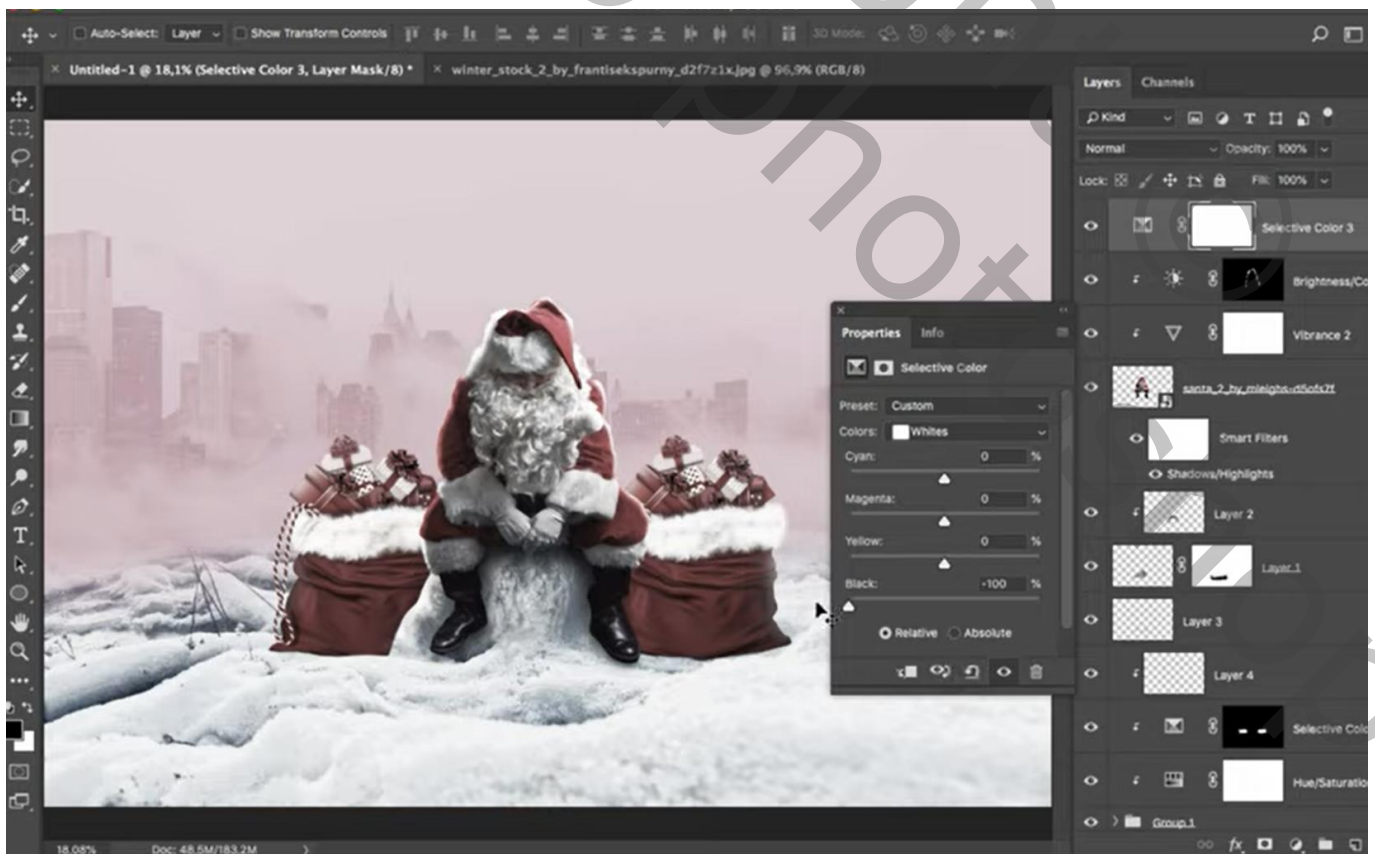 Auto-Select: Layer Show Transform Controls 3D Mode:
× Untitled-1 @ 18,1% (Selective Color 3, Layer Mask/8) * × winter_stock_2_by_frantisekspurny_d2f7z1x.jpg @ 96,9% (RGB/8)
Layers Channels
Kind
Normal Opacity: 100%
Lock: Fill: 100%
Selective Color 3
Brightness/Co
Properties Info
Vibrance 2
Selective Color
santa_2_by_mleighs-d5ofs7f
Preset: Custom
Colors: Whites
Smart Filters
Cyan: 0 %
Shadows/Highlights
Magenta: 0 %
Layer 2
Yellow: 0 %
Layer 1
Black: -100 %
Layer 3
Relative Absolute
Layer 4
Selective Colo
Hue/Saturatio
Group 1
18.08% Doc: 48,5M/183,2M
fx